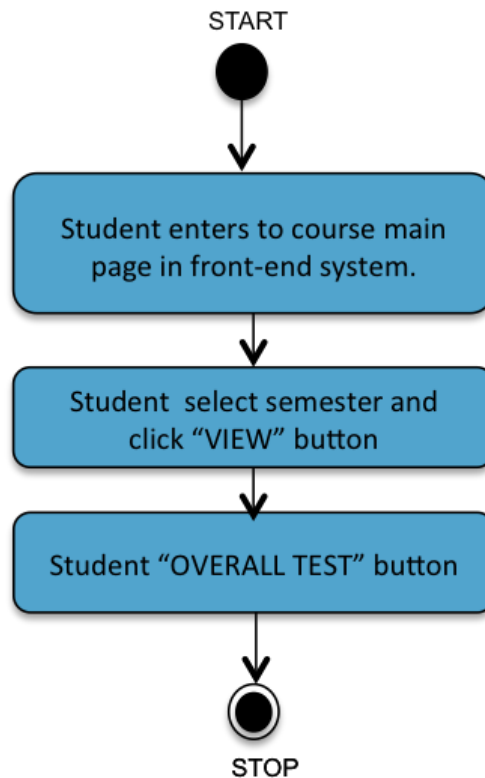 START
Student enters to course main
page in front-end system.
Student select semester and
click “VIEW” button
Student “OVERALL TEST” button
STOP